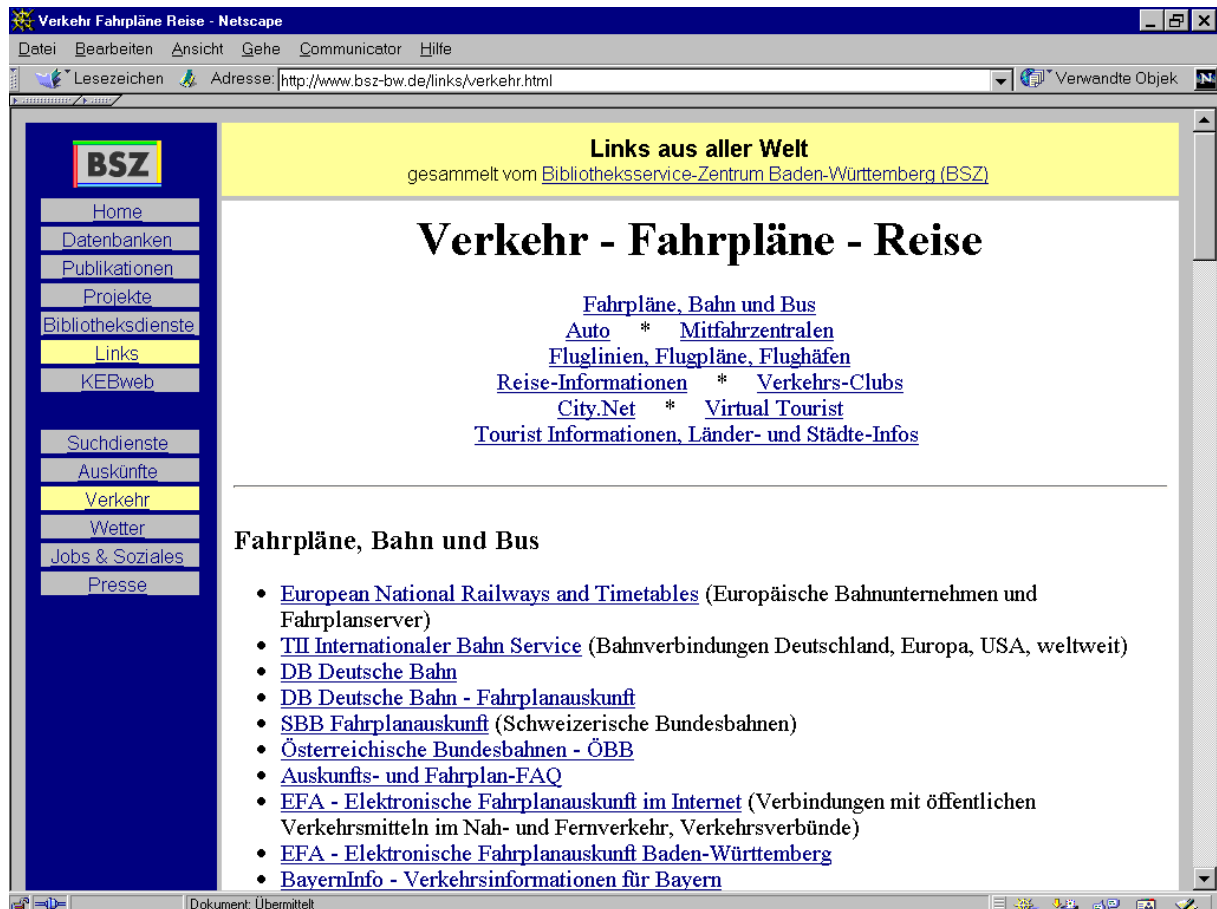 Verkehr Fahrpläne Reise - Netscape
Datei Bearbeiten Ansicht Gehe Communicator Hilfe
Lesezeichen Adresse: http://www.bsz-bw.de/links/verkehr.html Verwandte Objek N
BSZ
Home
Datenbanken
Publikationen
Projekte
Bibliotheksdienste
Links
KEBweb
Suchdienste
Auskünfte
Verkehr
Wetter
Jobs & Soziales
Presse
Links aus aller Welt
gesammelt vom Bibliotheksservice-Zentrum Baden-Württemberg (BSZ)
Verkehr - Fahrpläne - Reise
Fahrpläne, Bahn und Bus
Auto * Mitfahrzentralen
Fluglinien, Flugpläne, Flughäfen
Reise-Informationen * Verkehrs-Clubs
City.Net * Virtual Tourist
Tourist Informationen, Länder- und Städte-Infos
Fahrpläne, Bahn und Bus
• European National Railways and Timetables (Europäische Bahnunternehmen und
Fahrplanserver)
• TII Internationaler Bahn Service (Bahnverbindungen Deutschland, Europa, USA, weltweit)
• DB Deutsche Bahn
• DB Deutsche Bahn - Fahrplanauskunft
• SBB Fahrplanauskunft (Schweizerische Bundesbahnen)
• Österreichische Bundesbahnen - ÖBB
• Auskunfts- und Fahrplan-FAQ
• EFA - Elektronische Fahrplanauskunft im Internet (Verbindungen mit öffentlichen
Verkehrsmitteln im Nah- und Fernverkehr, Verkehrsverbünde)
• EFA - Elektronische Fahrplanauskunft Baden-Württemberg
• BayernInfo - Verkehrsinformationen für Bayern
Dokument: Übermittelt